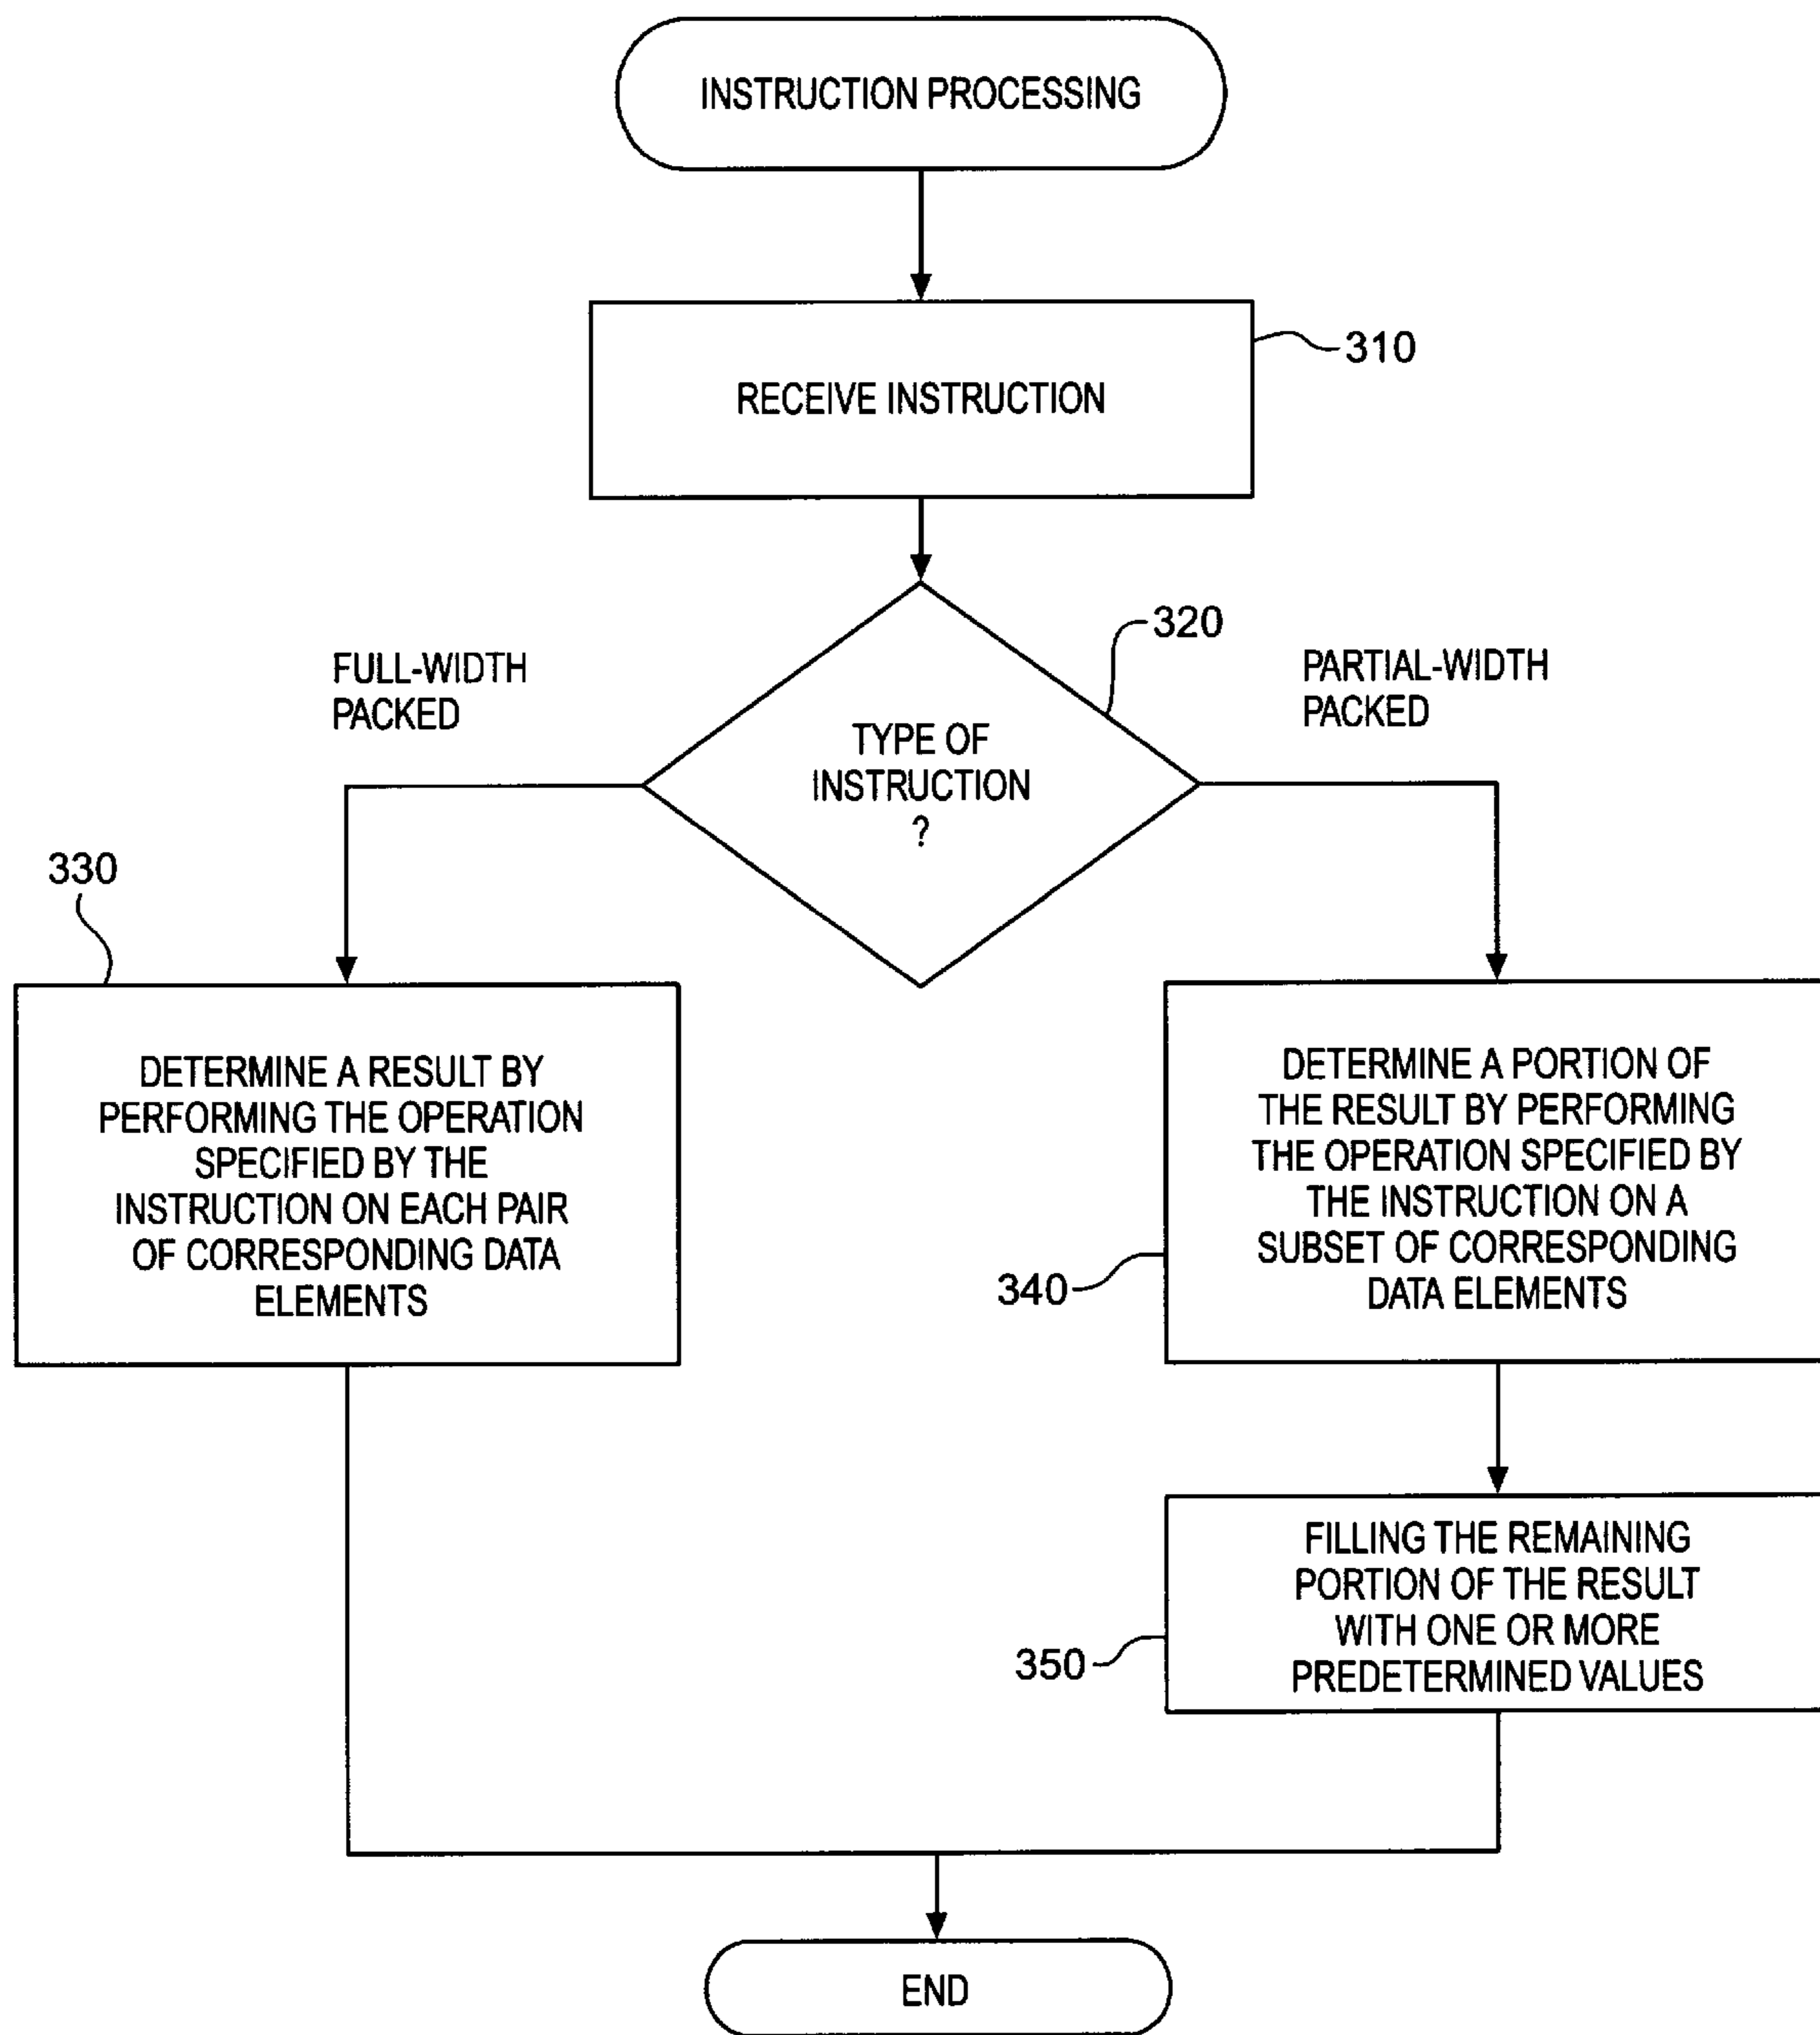 INSTRUCTION PROCESSING
310
RECEIVE INSTRUCTION
320
FULL-WIDTH
PACKED
PARTIAL-WIDTH
PACKED
TYPE OF
INSTRUCTION
?
330
DETERMINE A RESULT BY
PERFORMING THE OPERATION
SPECIFIED BY THE
INSTRUCTION ON EACH PAIR
OF CORRESPONDING DATA
ELEMENTS
DETERMINE A PORTION OF
THE RESULT BY PERFORMING
THE OPERATION SPECIFIED BY
THE INSTRUCTION ON A
SUBSET OF CORRESPONDING
DATA ELEMENTS
340
FILLING THE REMAINING
PORTION OF THE RESULT
WITH ONE OR MORE
PREDETERMINED VALUES
350
END